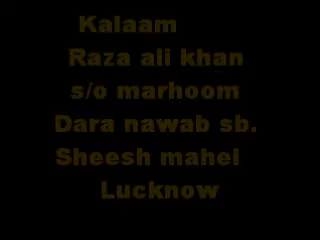 Kalaam
Raza ali khan
s/o marhoom
Dara nawab sb.
Sheesh mahel
Lucknow